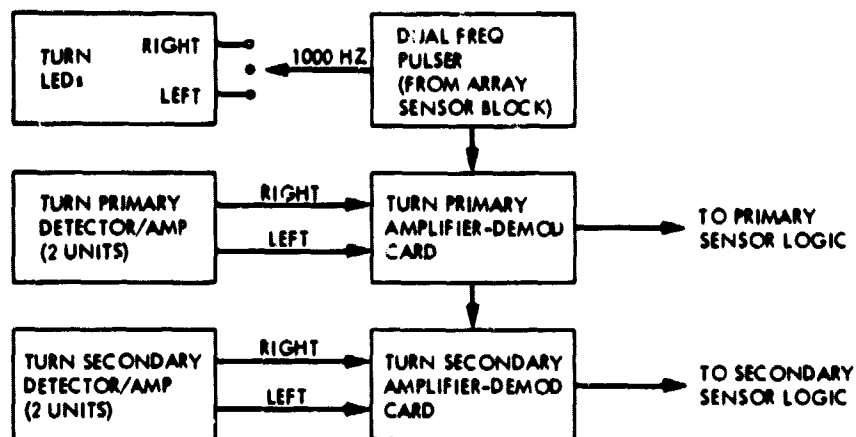 TURN
LEDs
RIGHT
LEFT
1000 HZ
DUAL FREQ
PULSER
(FROM ARRAY
SENSOR BLOCK)
TURN PRIMARY
DETECTOR/AMP
(2 UNITS)
RIGHT
LEFT
TURN PRIMARY
AMPLIFIER-DEMOD
CARD
TO PRIMARY
SENSOR LOGIC
TURN SECONDARY
DETECTOR/AMP
(2 UNITS)
RIGHT
LEFT
TURN SECONDARY
AMPLIFIER-DEMOD
CARD
TO SECONDARY
SENSOR LOGIC